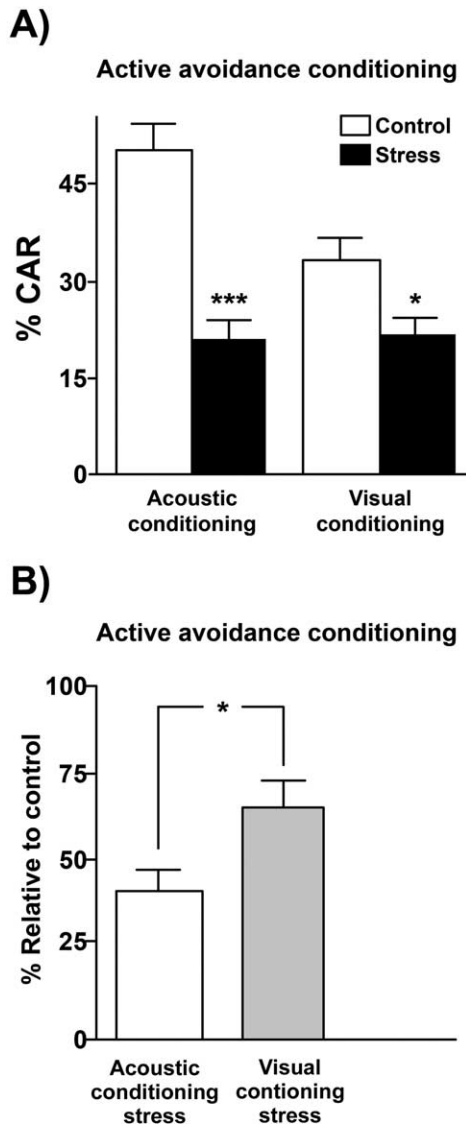 A)
Active avoidance conditioning
Control
Stress
% CAR
45
30
15
0
***
*
Acoustic
conditioning
Visual
conditioning
B)
Active avoidance conditioning
% Relative to control
100
75
50
25
0
*
Acoustic
conditioning
stress
Visual
contioning
stress